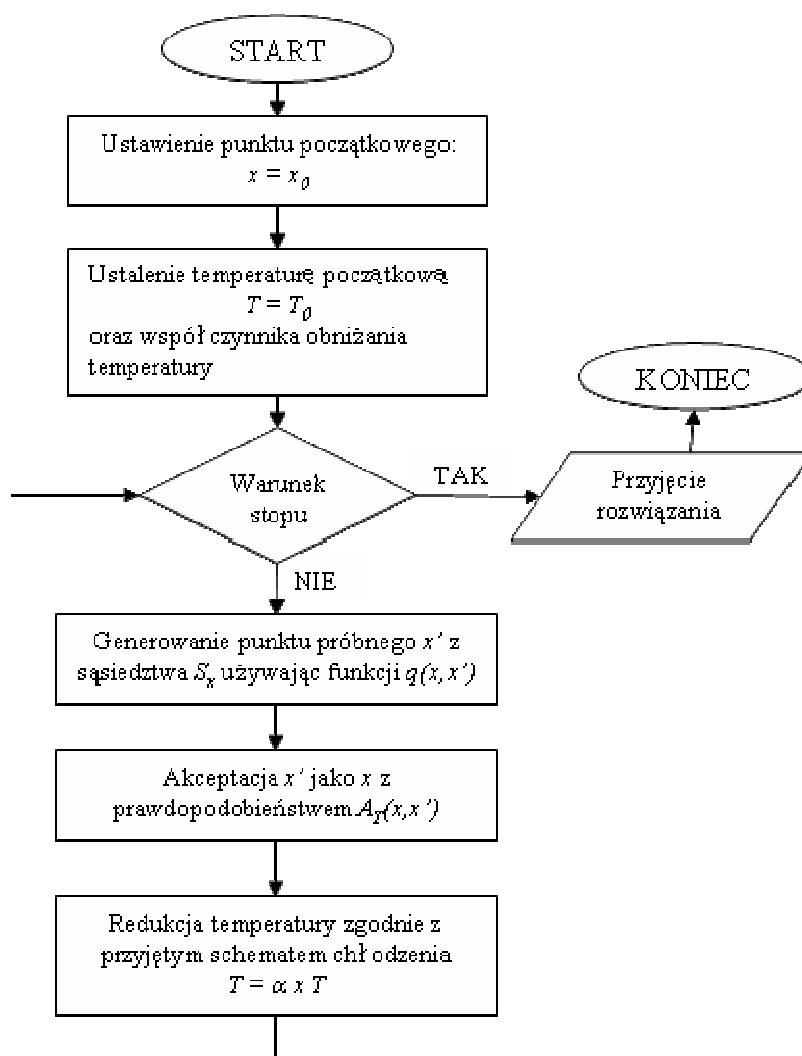 START
Ustawienie punktu początkowego:
x = x₀
Ustalenie temperaturę początkową
T = T₀
oraz współczynnika obniżania
temperatury
KONIEC
Warunek
stopu
TAK
Przyjęcie
rozwiązania
NIE
Generowanie punktu próbnego x' z
sąsiedztwa Sₓ używając funkcji q(x, x')
Akceptacja x' jako x z
prawdopodobieństwem A_T(x,x')
Redukcja temperatury zgodnie z
przyjętym schematem chłodzenia
T = α x T